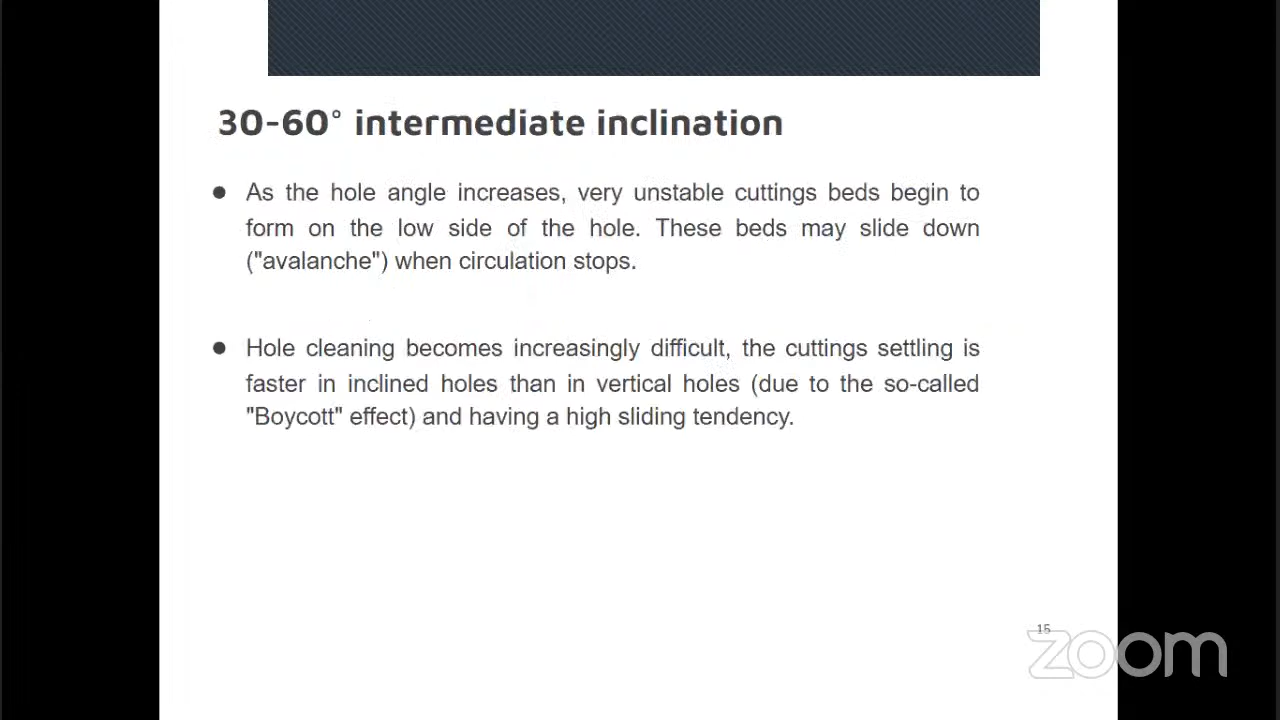 30-60° intermediate inclination
● As the hole angle increases, very unstable cuttings beds begin to
form on the low side of the hole. These beds may slide down
("avalanche") when circulation stops.
● Hole cleaning becomes increasingly difficult, the cuttings settling is
faster in inclined holes than in vertical holes (due to the so-called
"Boycott" effect) and having a high sliding tendency.
15
zoom